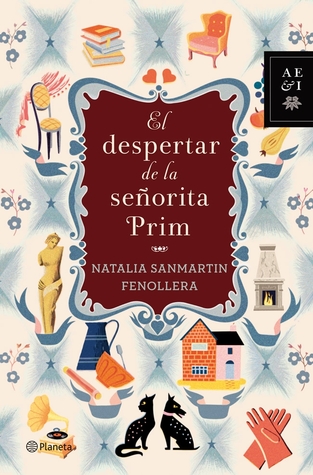 AE
&I
El
despertar
de la
señorita
Prim
NATALIA SANMARTIN
FENOLLERA
Planeta